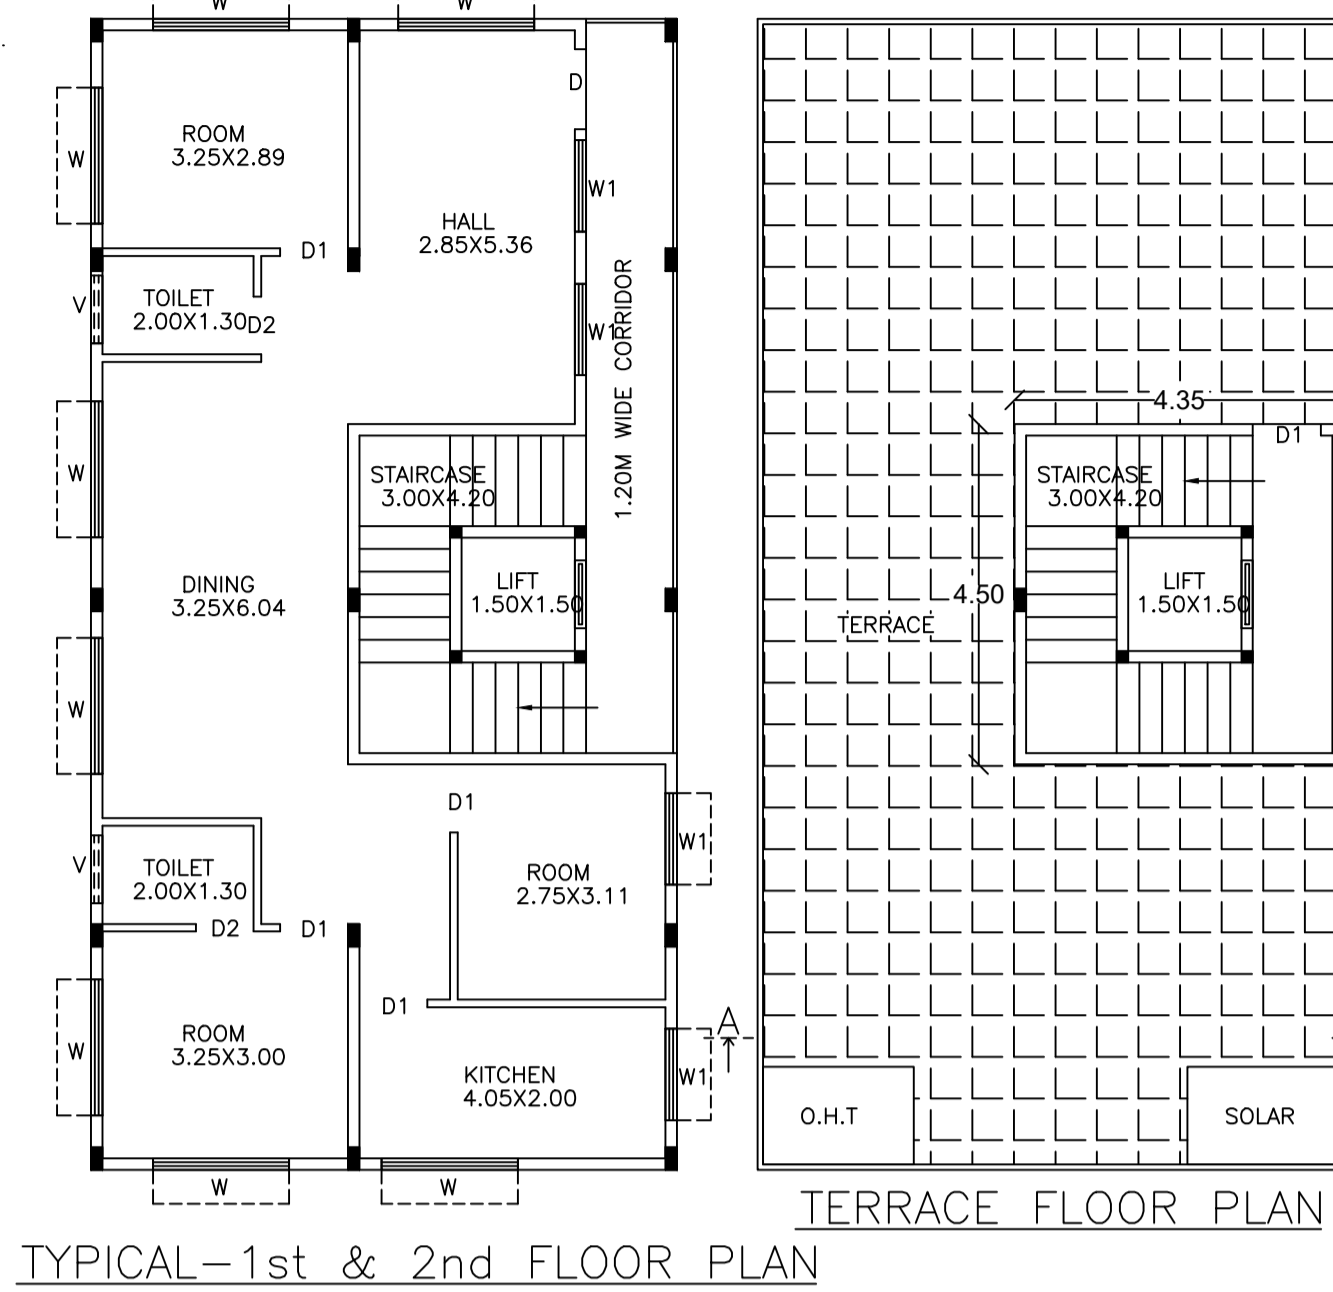 W
W
D
ROOM
3.25X2.89
W
W1
HALL
2.85X5.36
D1
TOILET
2.00X1.30
D2
V
W1
1.20M WIDE CORRIDOR
W
STAIRCASE
3.00X4.20
DINING
3.25X6.04
LIFT
1.50X1.50
W
D1
W1
TOILET
2.00X1.30
V
ROOM
2.75X3.11
D2
D1
D1
ROOM
3.25X3.00
W
KITCHEN
4.05X2.00
W1
A
W
W
TYPICAL-1st & 2nd FLOOR PLAN
4.35
D1
STAIRCASE
3.00X4.20
LIFT
1.50X1.50
4.50
TERRACE
O.H.T
SOLAR
TERRACE FLOOR PLAN